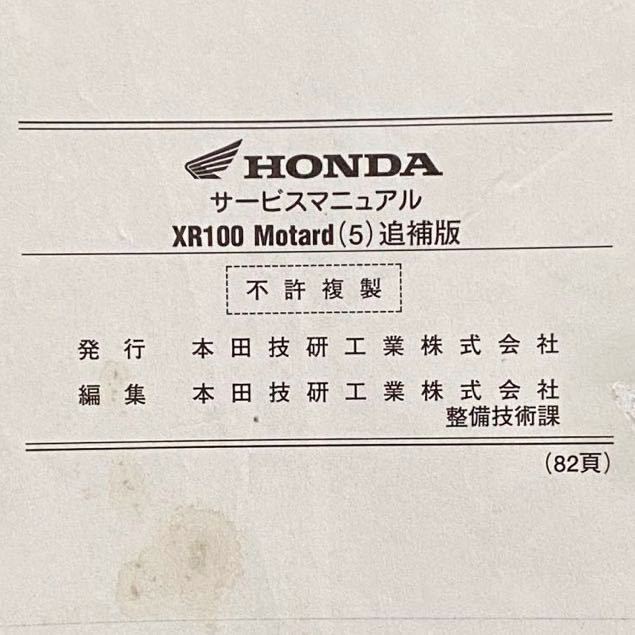 HONDA
サービスマニュアル
XR100 Motard(5)追補版
不許複製
発行 本田技研工業株式会社
編集 本田技研工業株式会社
整備技術課
(82頁)